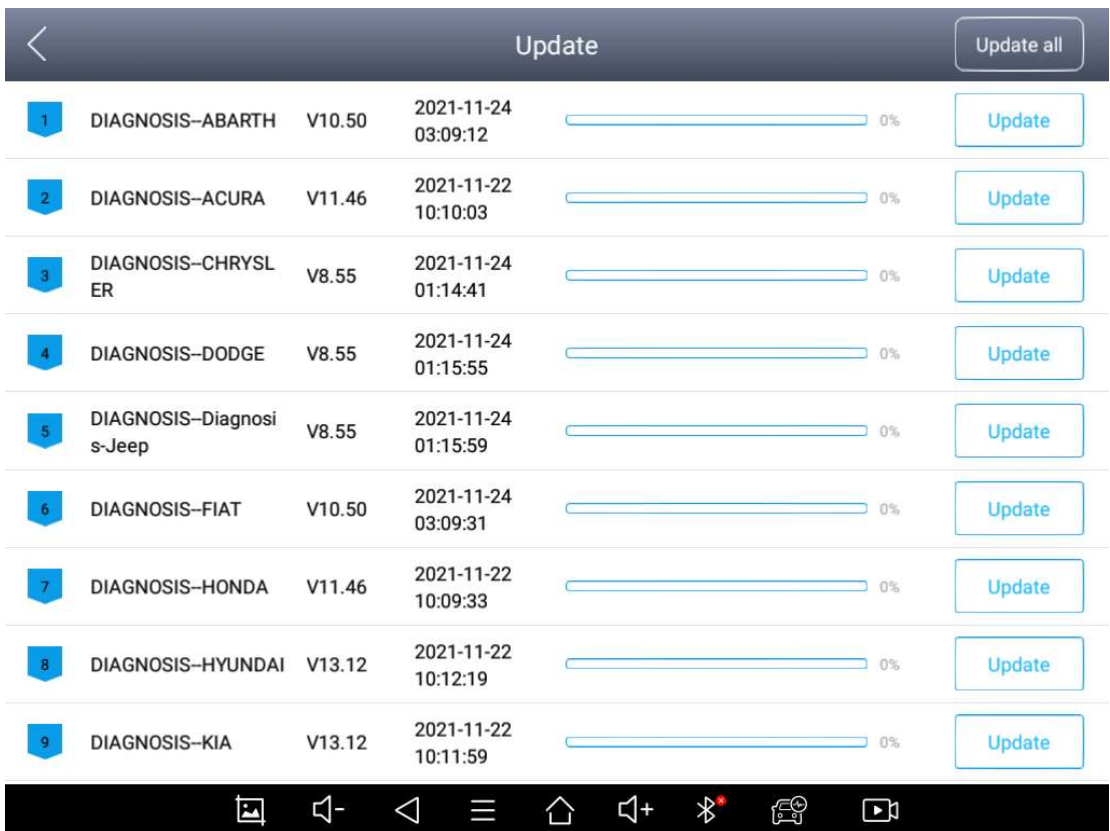 Update
Update all
1 DIAGNOSIS--ABARTH V10.50 2021-11-24
03:09:12 0% Update
2 DIAGNOSIS--ACURA V11.46 2021-11-22
10:10:03 0% Update
3 DIAGNOSIS--CHRYSL
ER V8.55 2021-11-24
01:14:41 0% Update
4 DIAGNOSIS--DODGE V8.55 2021-11-24
01:15:55 0% Update
5 DIAGNOSIS--Diagnosi
s-Jeep V8.55 2021-11-24
01:15:59 0% Update
6 DIAGNOSIS--FIAT V10.50 2021-11-24
03:09:31 0% Update
7 DIAGNOSIS--HONDA V11.46 2021-11-22
10:09:33 0% Update
8 DIAGNOSIS--HYUNDAI V13.12 2021-11-22
10:12:19 0% Update
9 DIAGNOSIS--KIA V13.12 2021-11-22
10:11:59 0% Update